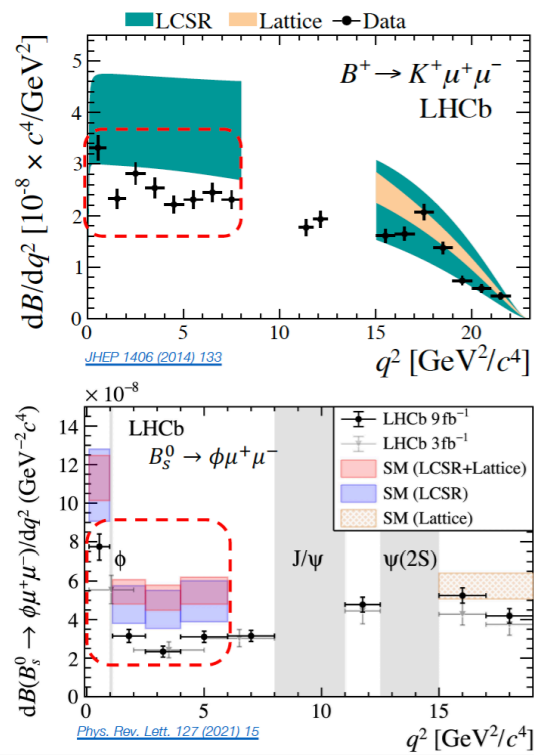 LCSR Lattice Data
B⁺ → K⁺μ⁺μ⁻
LHCb
dB/dq² [10⁻⁸ × c⁴/GeV²]
5
4
3
2
1
0
0 5 10 15 20
q² [GeV²/c⁴]
JHEP 1406 (2014) 133
× 10⁻⁸
14
12
10
8
6
4
2
0
dB(B⁰ₛ → ϕμ⁺μ⁻)/dq² (GeV⁻²c⁴)
LHCb
B⁰ₛ → ϕμ⁺μ⁻
LHCb 9 fb⁻¹
LHCb 3 fb⁻¹
SM (LCSR+Lattice)
SM (LCSR)
SM (Lattice)
ϕ J/ψ ψ(2S)
0 5 10 15
q² [GeV²/c⁴]
Phys. Rev. Lett. 127 (2021) 15